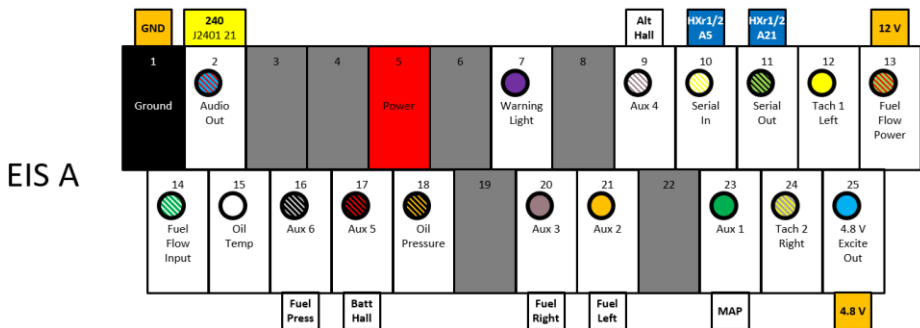 GND
240
J2401 21
Alt
Hall
HXr1/2
A5
HXr1/2
A21
12 V
1
Ground
2
Audio
Out
3
4
5
Power
6
7
Warning
Light
8
9
Aux 4
10
Serial
In
11
Serial
Out
12
Tach 1
Left
13
Fuel
Flow
Power
EIS A
14
Fuel
Flow
Input
15
Oil
Temp
16
Aux 6
17
Aux 5
18
Oil
Pressure
19
20
Aux 3
21
Aux 2
22
23
Aux 1
24
Tach 2
Right
25
4.8 V
Excite
Out
Fuel
Press
Batt
Hall
Fuel
Right
Fuel
Left
MAP
4.8 V